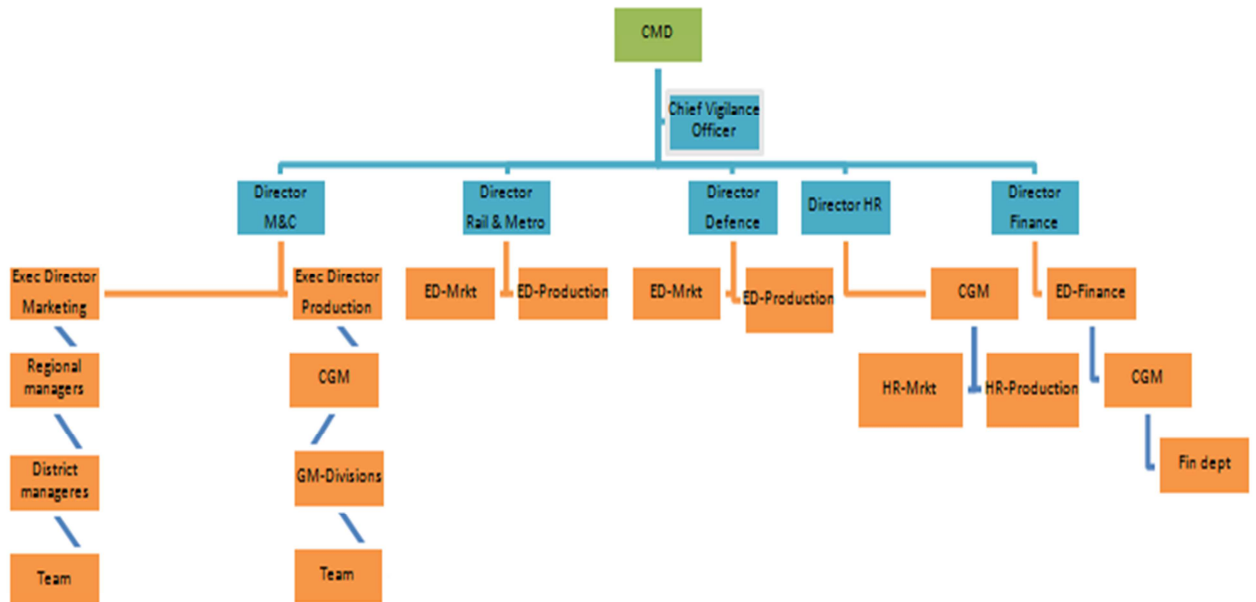 CMD
Chief Vigilance
Officer
Director
M&C
Director
Rail & Metro
Director
Defence
Director HR
Director
Finance
Exec Director
Marketing
Exec Director
Production
ED-Mrkt
ED-Production
ED-Mrkt
ED-Production
CGM
ED-Finance
Regional
managers
CGM
HR-Mrkt
HR-Production
CGM
District
manageres
GM-Divisions
Fin dept
Team
Team